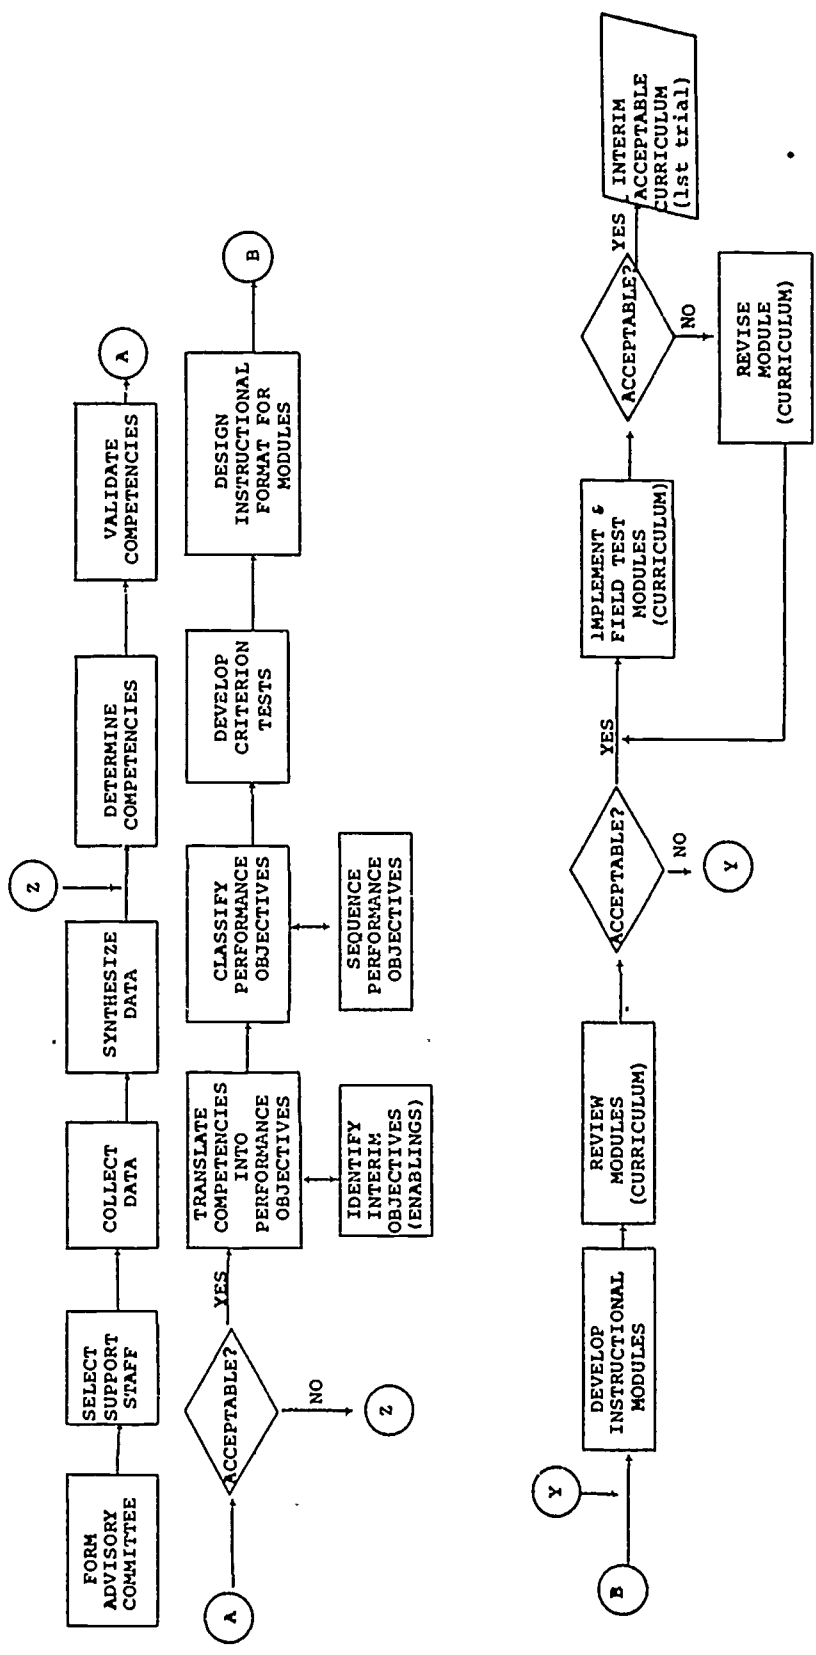 FORM
ADVISORY
COMMITTEE
SELECT
SUPPORT
STAFF
COLLECT
DATA
SYNTHESIZE
DATA
Z
DETERMINE
COMPETENCIES
VALIDATE
COMPETENCIES
A
A
ACCEPTABLE?
YES
NO
Z
TRANSLATE
COMPETENCIES
INTO
PERFORMANCE
OBJECTIVES
IDENTIFY
INTERIM
OBJECTIVES
(ENABLINGS)
CLASSIFY
PERFORMANCE
OBJECTIVES
SEQUENCE
PERFORMANCE
OBJECTIVES
DEVELOP
CRITERION
TESTS
DESIGN
INSTRUCTIONAL
FORMAT FOR
MODULES
B
B
Y
DEVELOP
INSTRUCTIONAL
MODULES
REVIEW
MODULES
(CURRICULUM)
ACCEPTABLE?
NO
Y
YES
IMPLEMENT &
FIELD TEST
MODULES
(CURRICULUM)
ACCEPTABLE?
NO
REVISE
MODULE
(CURRICULUM)
YES
INTERIM
ACCEPTABLE
CURRICULUM
(1st trial)